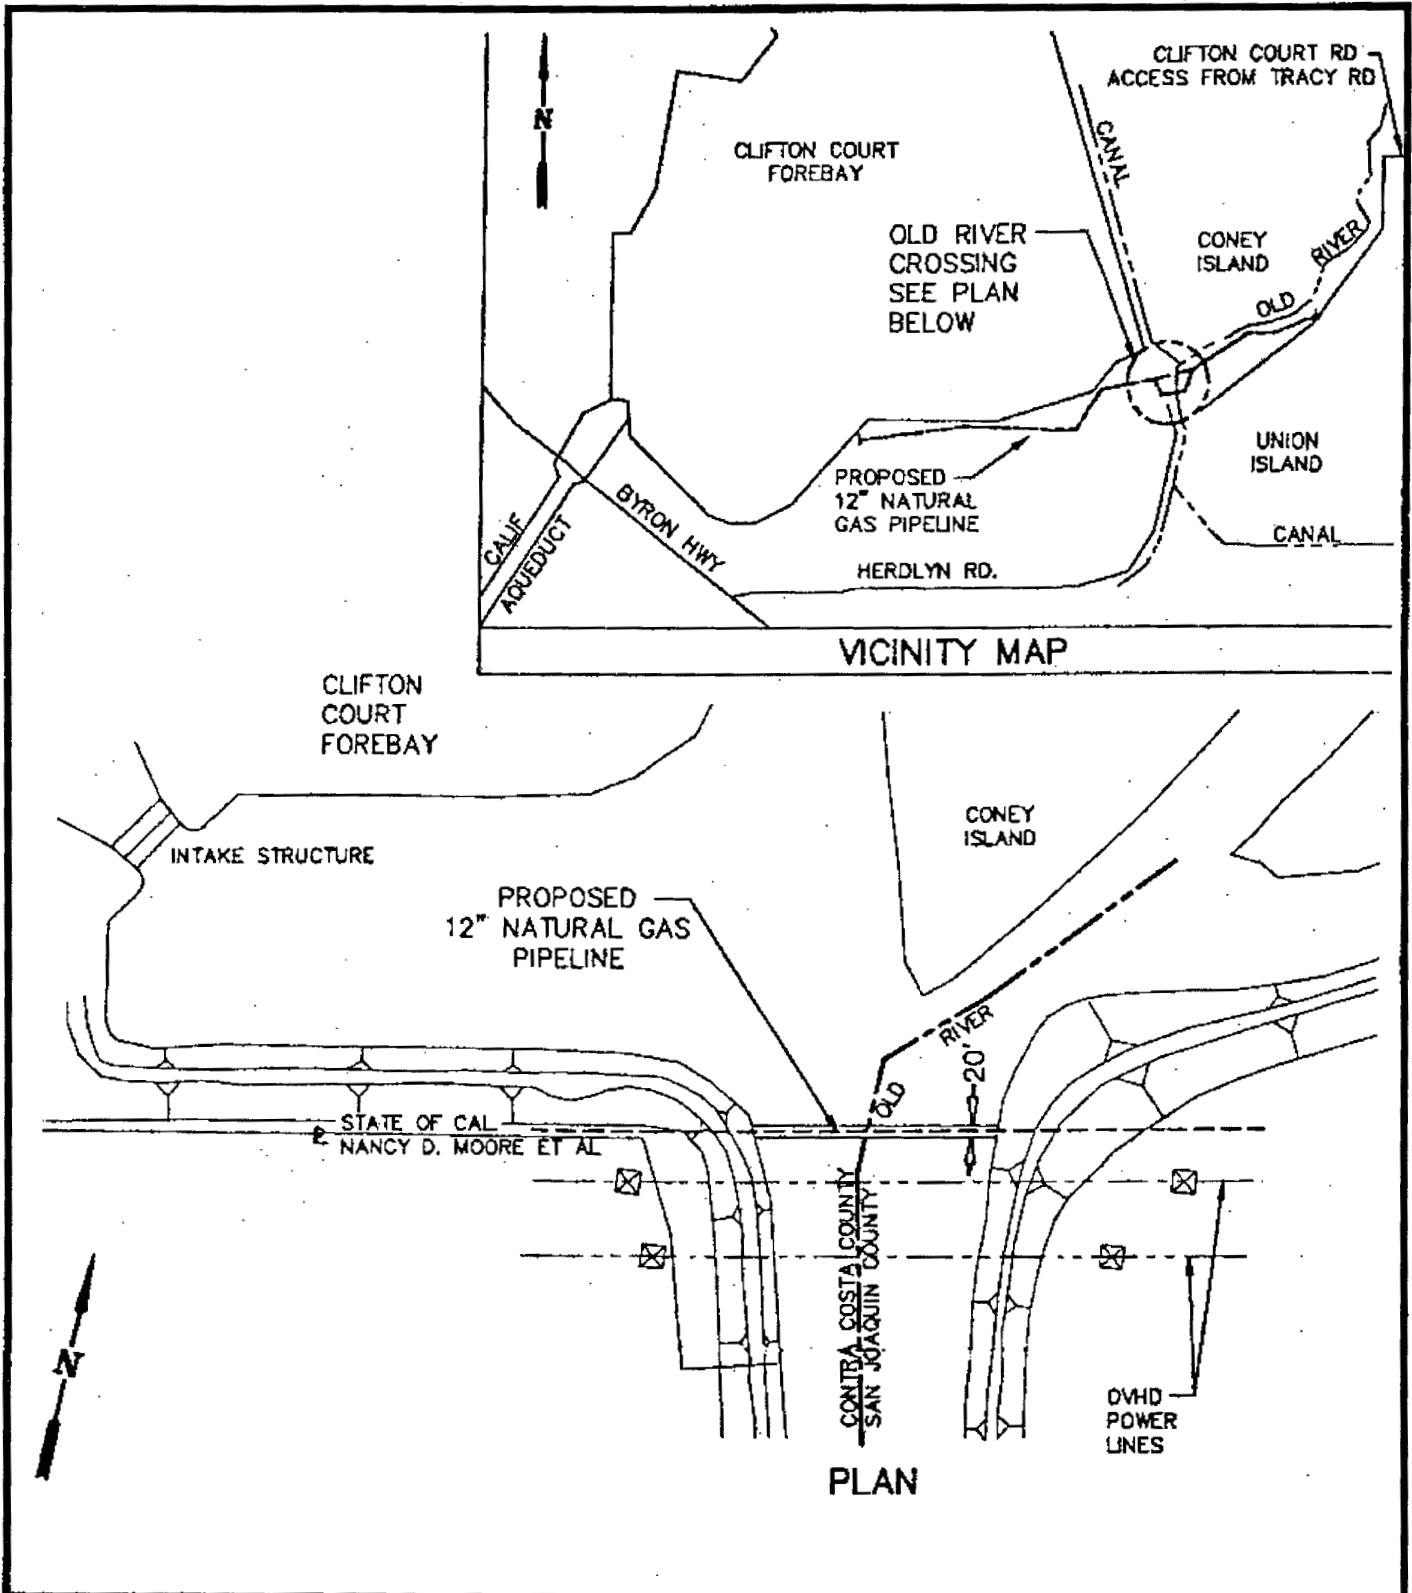 CLIFTON COURT RD
ACCESS FROM TRACY RD
N
CLIFTON COURT
FOREBAY
CANAL
OLD RIVER
CROSSING
SEE PLAN
BELOW
CONEY
ISLAND
RIVER
OLD
UNION
ISLAND
PROPOSED
12" NATURAL
GAS PIPELINE
CANAL
CALIF
AQUEDUCT
BYRON HWY
HERDLYN RD.
VICINITY MAP
CLIFTON
COURT
FOREBAY
CONEY
ISLAND
INTAKE STRUCTURE
PROPOSED
12" NATURAL GAS
PIPELINE
RIVER
OLD
20'
STATE OF CAL
NANCY D. MOORE ET AL
CONTRA COSTA COUNTY
SAN JOAQUIN COUNTY
N
OVHD
POWER
LINES
PLAN